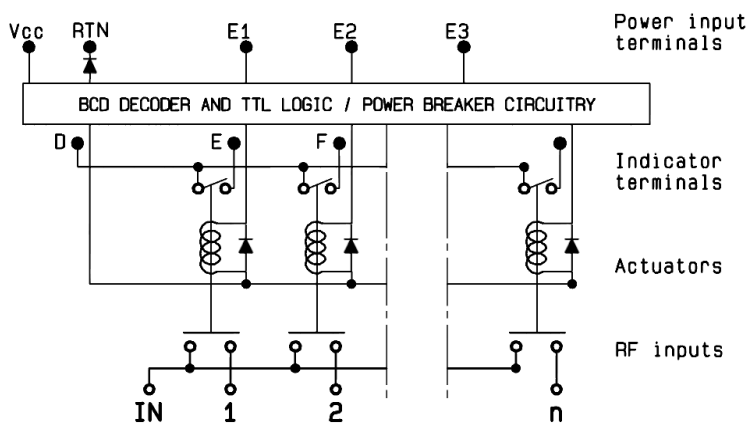 Vcc RTN E1 E2 E3 Power input
terminals
BCD DECODER AND TTL LOGIC / POWER BREAKER CIRCUITRY
D E F
Indicator
terminals
Actuators
RF inputs
IN 1 2 n